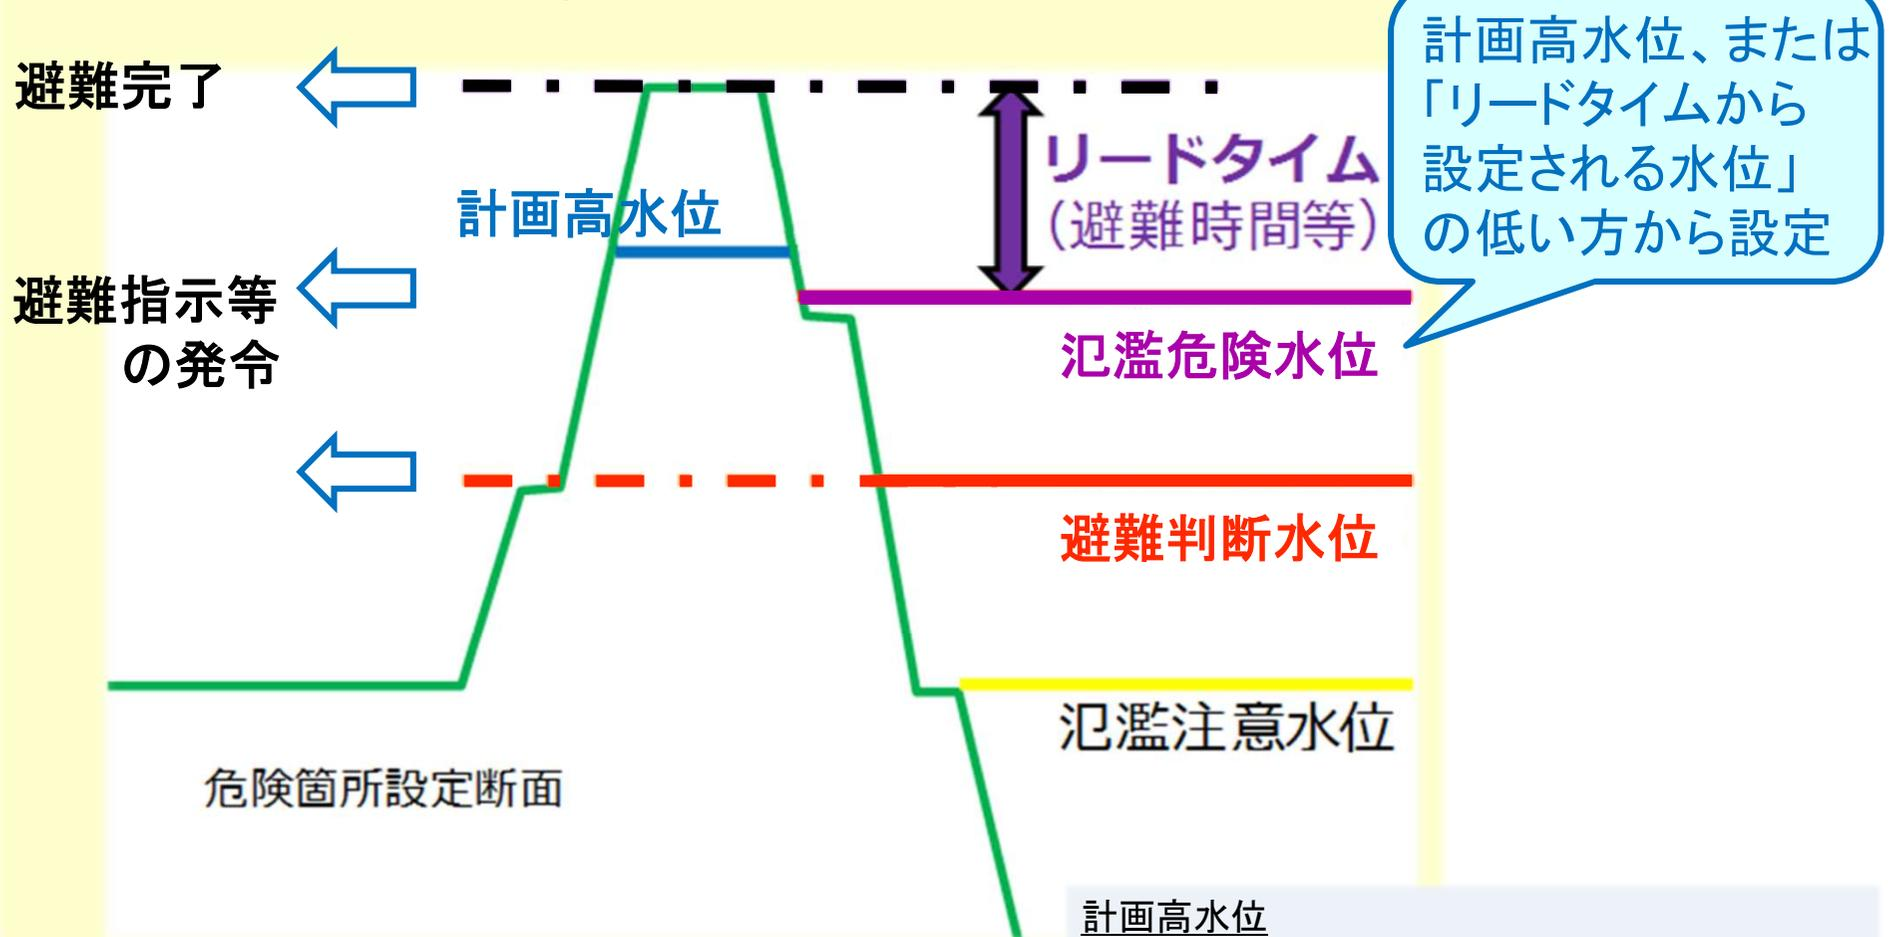 避難完了
計画高水位、または
「リードタイムから
設定される水位」
の低い方から設定
リードタイム
（避難時間等）
計画高水位
避難指示等
の発令
氾濫危険水位
避難判断水位
氾濫注意水位
危険箇所設定断面
計画高水位